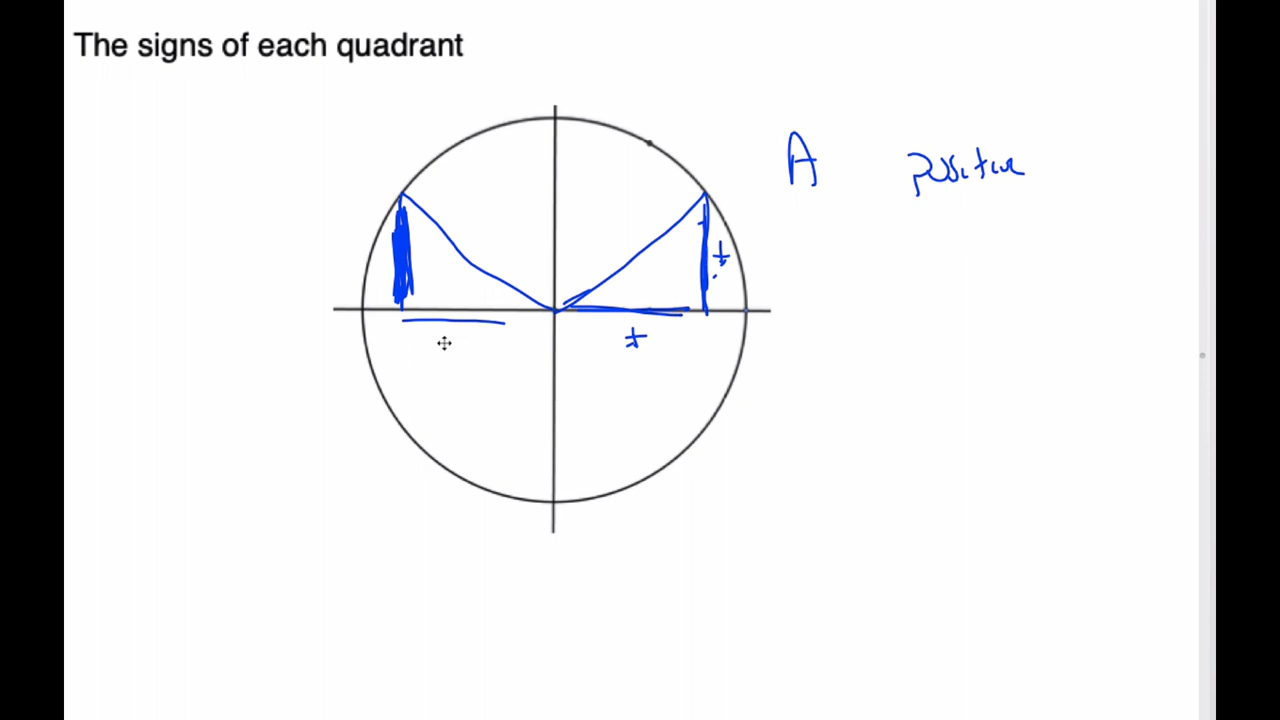 The signs of each quadrant
A positive
+
+